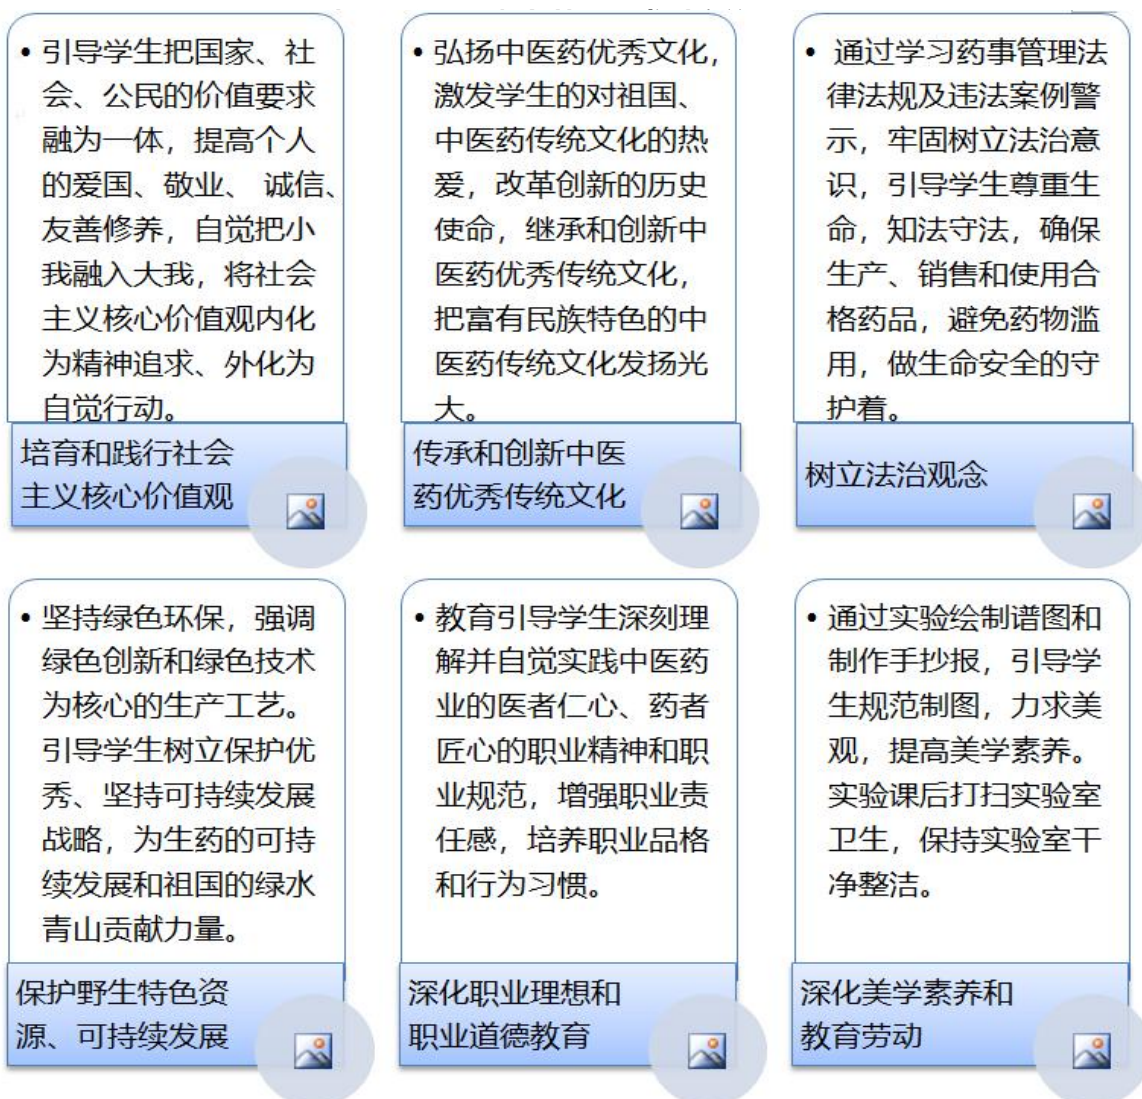 • 引导学生把国家、社
会、公民的价值要求
融为一体，提高个人
的爱国、敬业、 诚信、
友善修养，自觉把小
我融入大我，将社会
主义核心价值观内化
为精神追求、外化为
自觉行动。
培育和践行社会
主义核心价值观
• 弘扬中医药优秀文化，
激发学生的对祖国、
中医药传统文化的热
爱，改革创新的历史
使命，继承和创新中
医药优秀传统文化，
把富有民族特色的中
医药传统文化发扬光
大。
传承和创新中医
药优秀传统文化
• 通过学习药事管理法
律法规及违法案例警
示，牢固树立法治意
识，引导学生尊重生
命，知法守法，确保
生产、销售和使用合
格药品，避免药物滥
用，做生命安全的守
护着。
树立法治观念
• 坚持绿色环保，强调
绿色创新和绿色技术
为核心的生产工艺。
引导学生树立保护优
秀、坚持可持续发展
战略，为生药的可持
续发展和祖国的绿水
青山贡献力量。
保护野生特色资
源、可持续发展
• 教育引导学生深刻理
解并自觉实践中医药
业的医者仁心、药者
匠心的职业精神和职
业规范，增强职业责
任感，培养职业品格
和行为习惯。
深化职业理想和
职业道德教育
• 通过实验绘制谱图和
制作手抄报，引导学
生规范制图，力求美
观，提高美学素养。
实验课后打扫实验室
卫生，保持实验室干
净整洁。
深化美学素养和
教育劳动